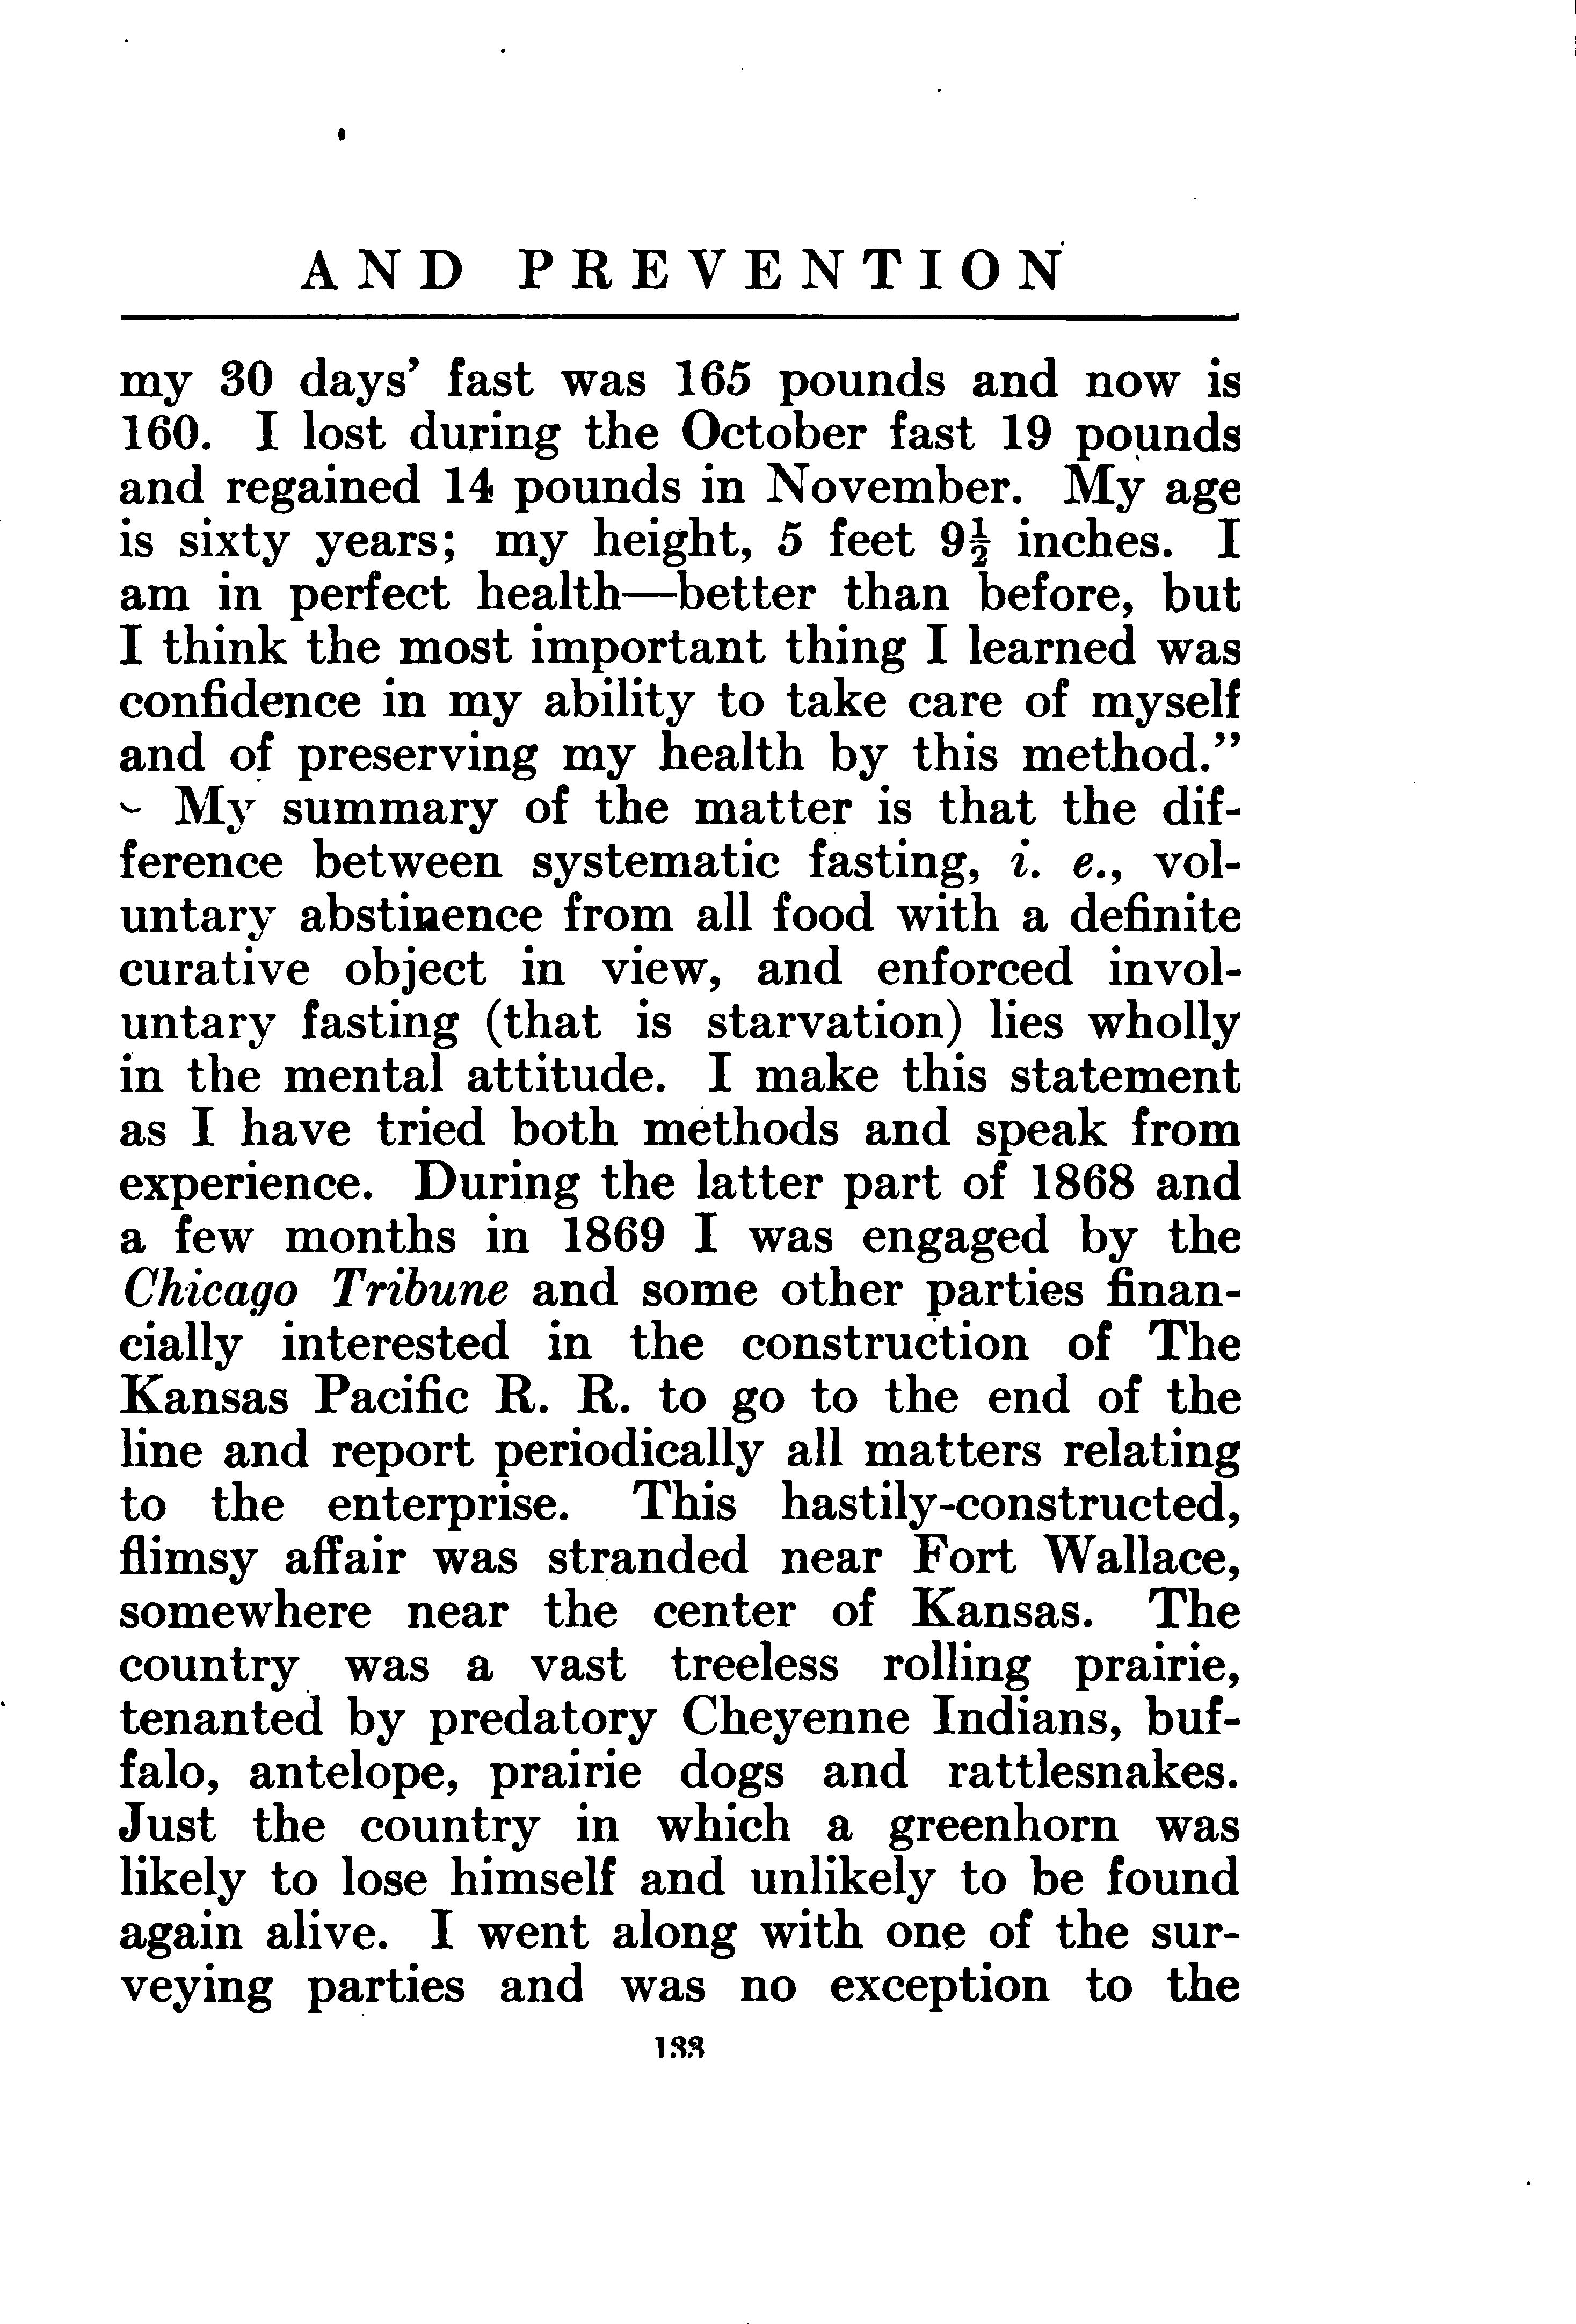 AND PREVENTION
my 30 days’ fast was 165 pounds and now is
160. I lost during the October fast 19 pounds
and regained 14 pounds in November. My age
is sixty years; my height, 5 feet 9½ inches. I
am in perfect health—better than before, but
I think the most important thing I learned was
confidence in my ability to take care of myself
and of preserving my health by this method.”
My summary of the matter is that the dif-
ference between systematic fasting, i. e., vol-
untary abstinence from all food with a definite
curative object in view, and enforced invol-
untary fasting (that is starvation) lies wholly
in the mental attitude. I make this statement
as I have tried both methods and speak from
experience. During the latter part of 1868 and
a few months in 1869 I was engaged by the
Chicago Tribune and some other parties finan-
cially interested in the construction of The
Kansas Pacific R. R. to go to the end of the
line and report periodically all matters relating
to the enterprise. This hastily-constructed,
flimsy affair was stranded near Fort Wallace,
somewhere near the center of Kansas. The
country was a vast treeless rolling prairie,
tenanted by predatory Cheyenne Indians, buf-
falo, antelope, prairie dogs and rattlesnakes.
Just the country in which a greenhorn was
likely to lose himself and unlikely to be found
again alive. I went along with one of the sur-
veying parties and was no exception to the
133